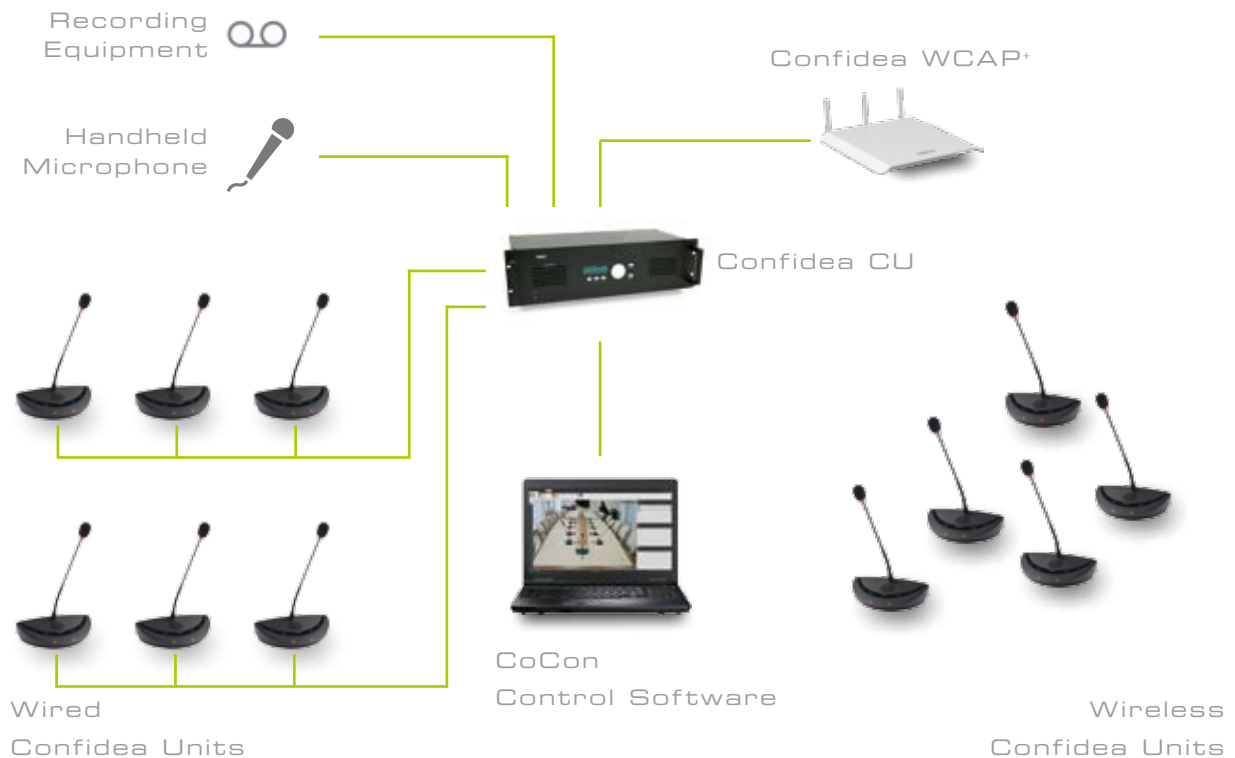 Recording
Equipment
Confidea WCAP+
Handheld
Microphone
Confidea CU
CoCon
Control Software
Wired
Confidea Units
Wireless
Confidea Units